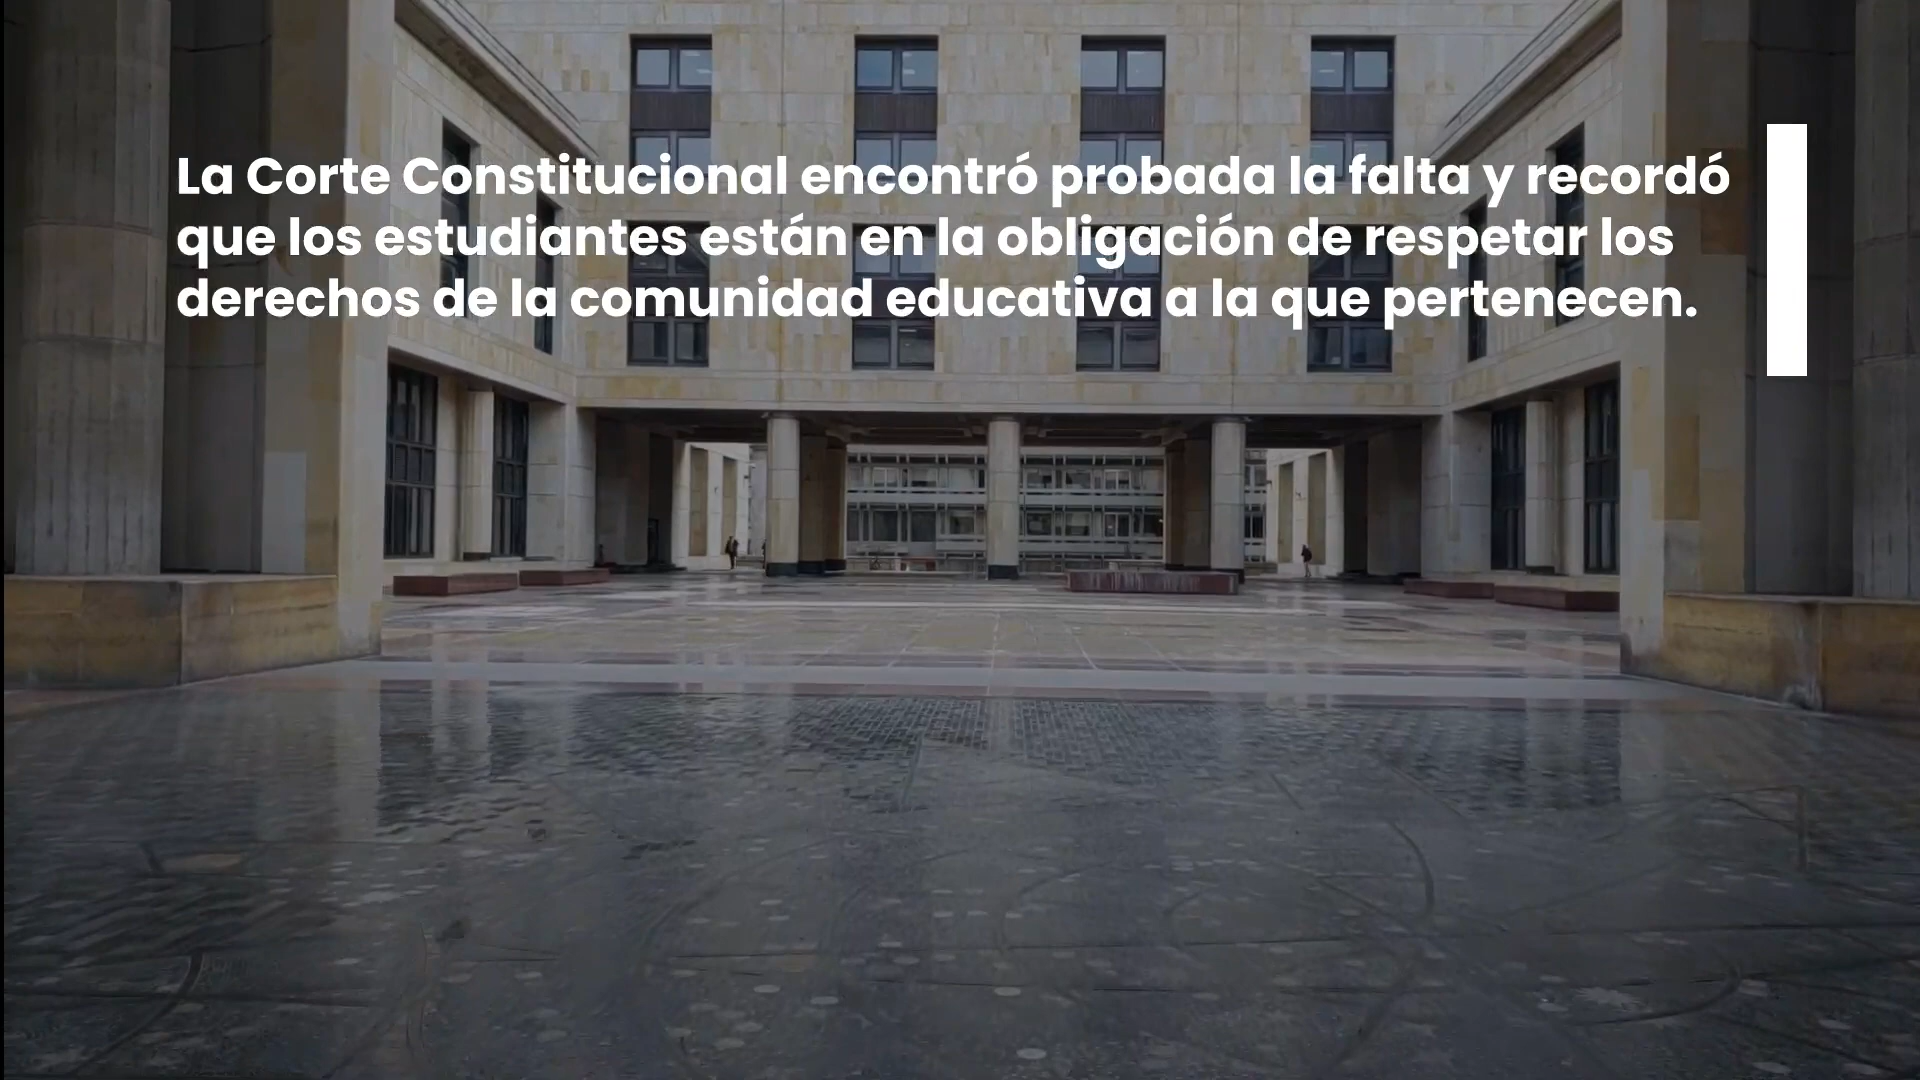 La Corte Constitucional encontró probada la falta y recordó
que los estudiantes están en la obligación de respetar los
derechos de la comunidad educativa a la que pertenecen.